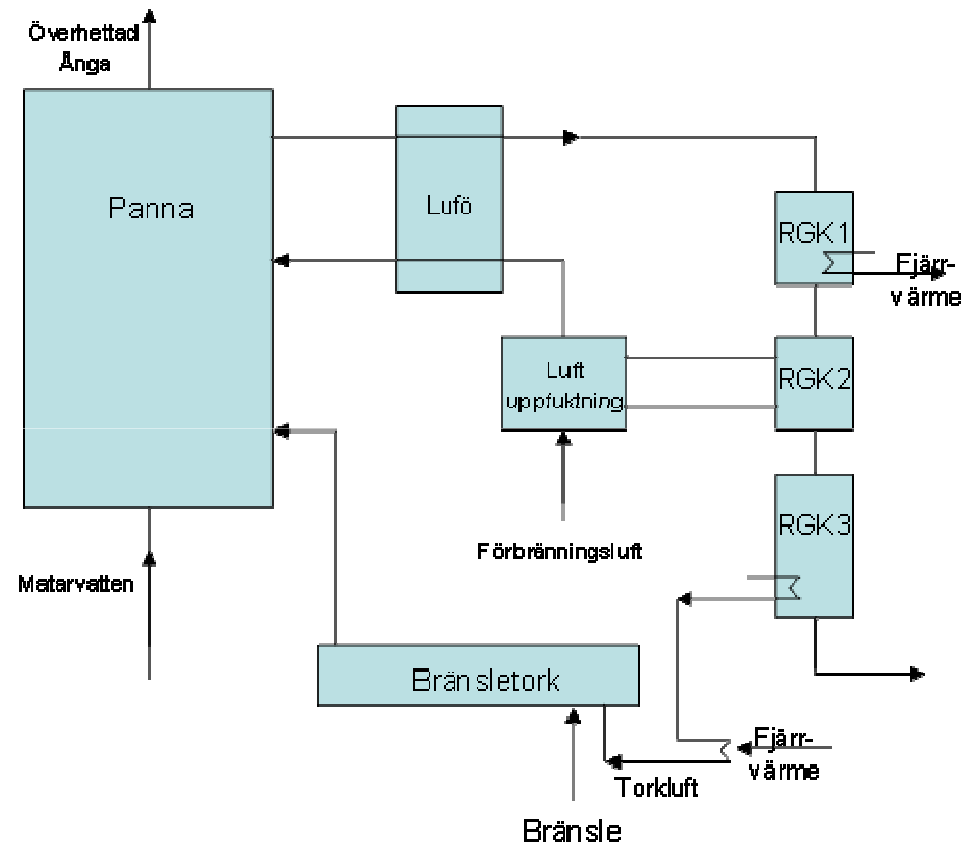 Överhettad
Ånga
Panna
Lufö
RGK1
Fjärr-
värme
Luft
uppfuktning
RGK2
RGK3
Förbränningsluft
Matarvatten
Bränsletork
Fjärr-
värme
Torkluft
Bränsle